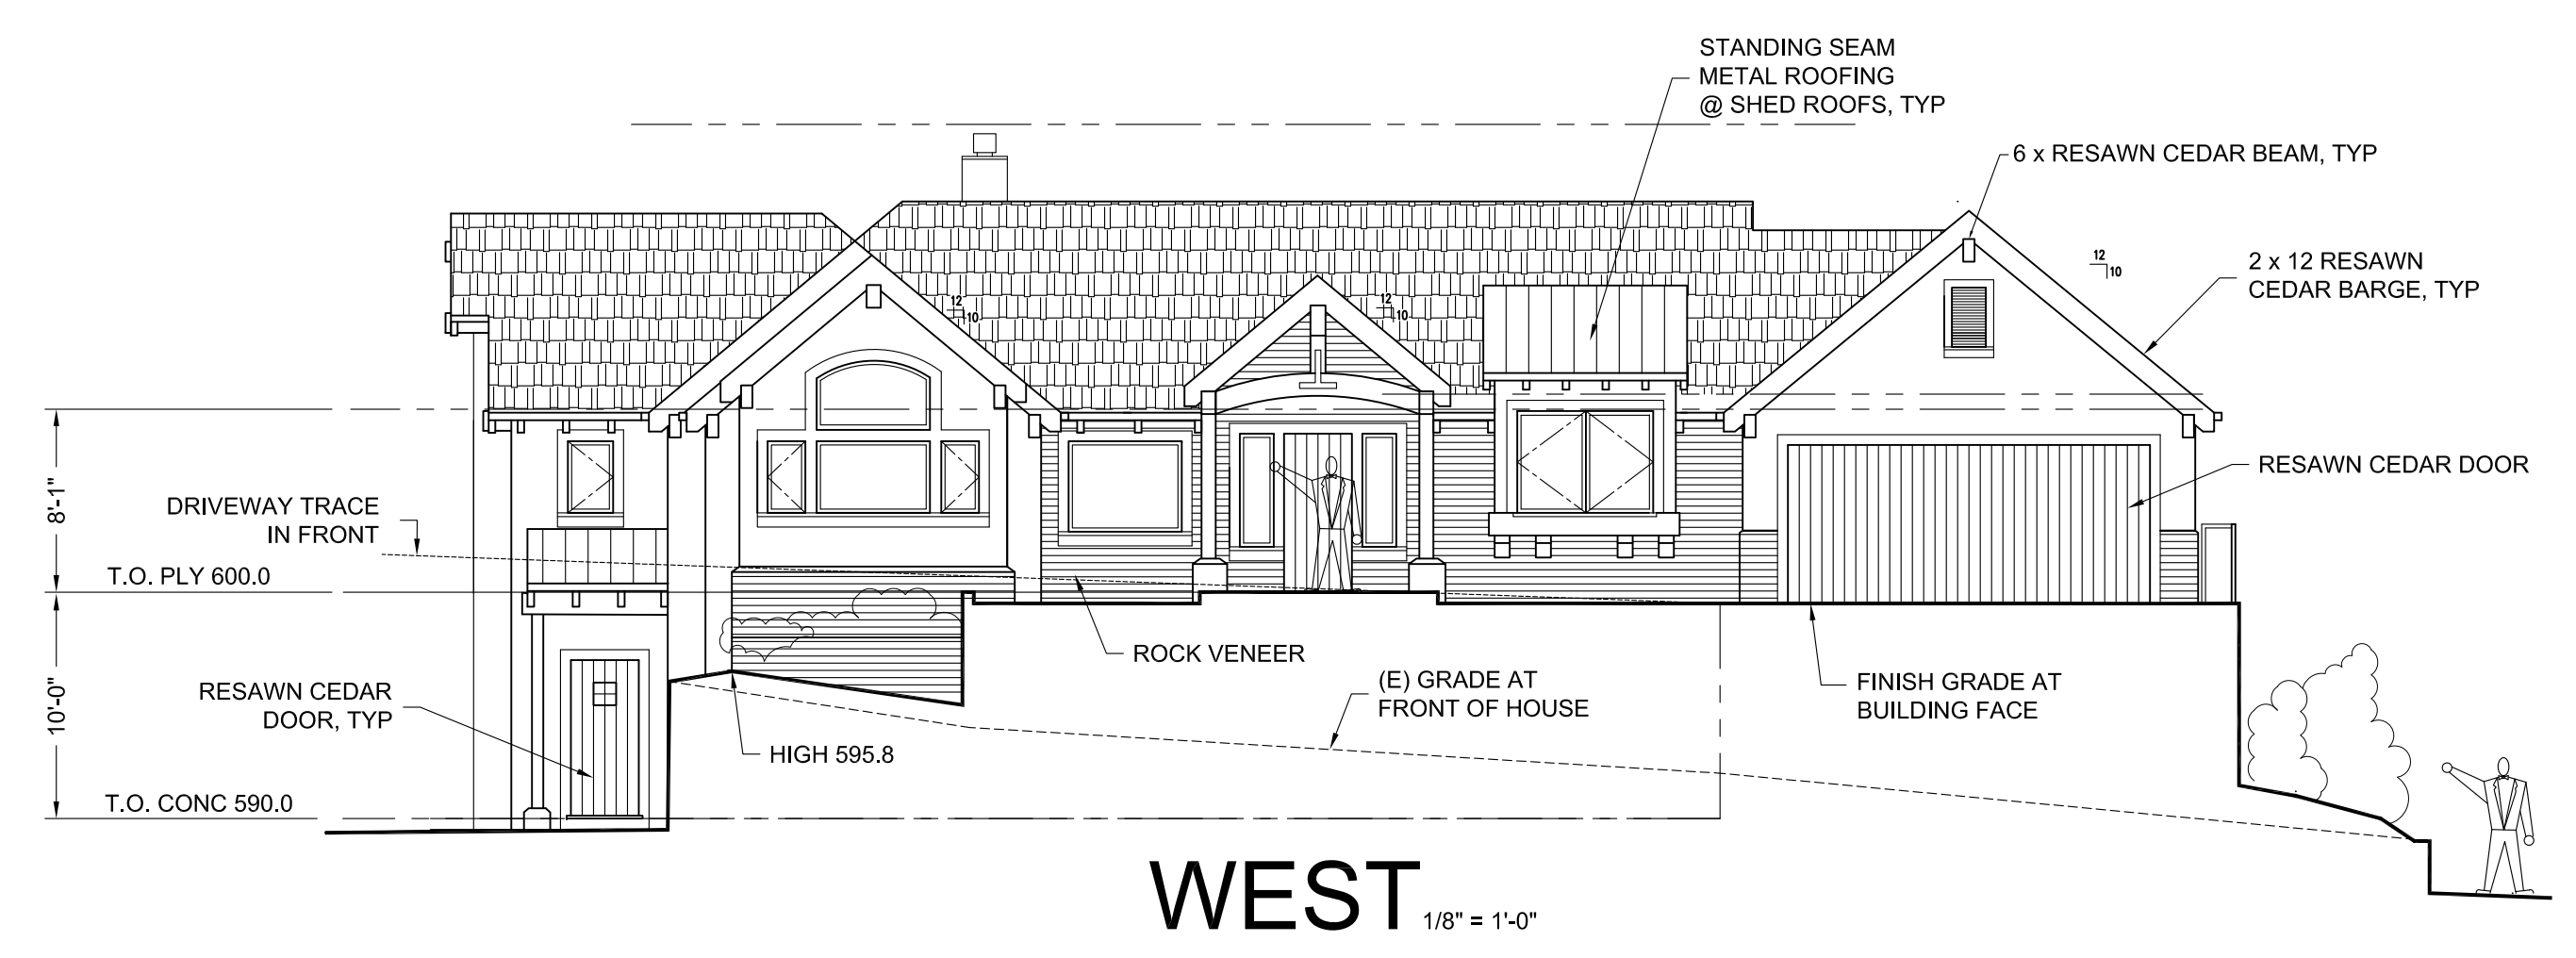 STANDING SEAM
METAL ROOFING
@ SHED ROOFS, TYP
6 x RESAWN CEDAR BEAM, TYP
12
10
2 x 12 RESAWN
CEDAR BARGE, TYP
12
10
12
10
8'-1"
DRIVEWAY TRACE
IN FRONT
RESAWN CEDAR DOOR
T.O. PLY 600.0
ROCK VENEER
10'-0"
RESAWN CEDAR
DOOR, TYP
(E) GRADE AT
FRONT OF HOUSE
FINISH GRADE AT
BUILDING FACE
HIGH 595.8
T.O. CONC 590.0
WEST 1/8" = 1'-0"